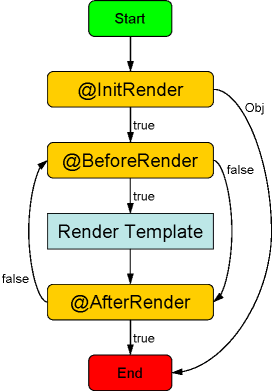 Start
@InitRender
Obj
true
@BeforeRender
false
true
Render Template
false
@AfterRender
true
End